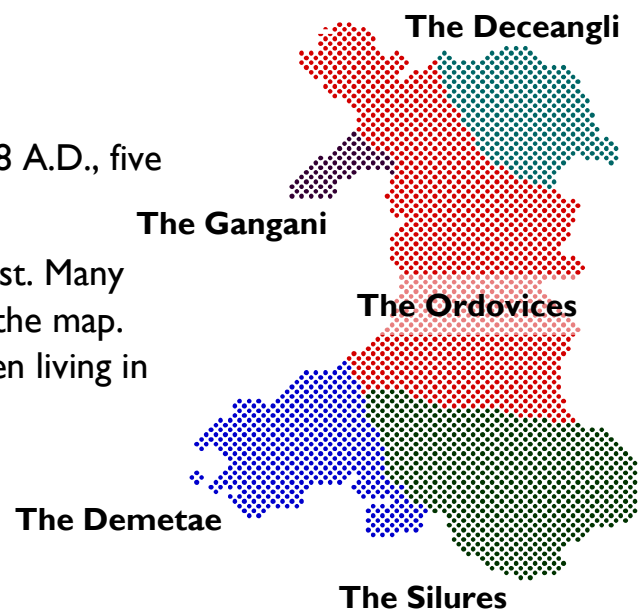 The Deceangli
8 A.D., five
The Gangani
st. Many
The Ordovices
the map.
en living in
The Demetae
The Silures